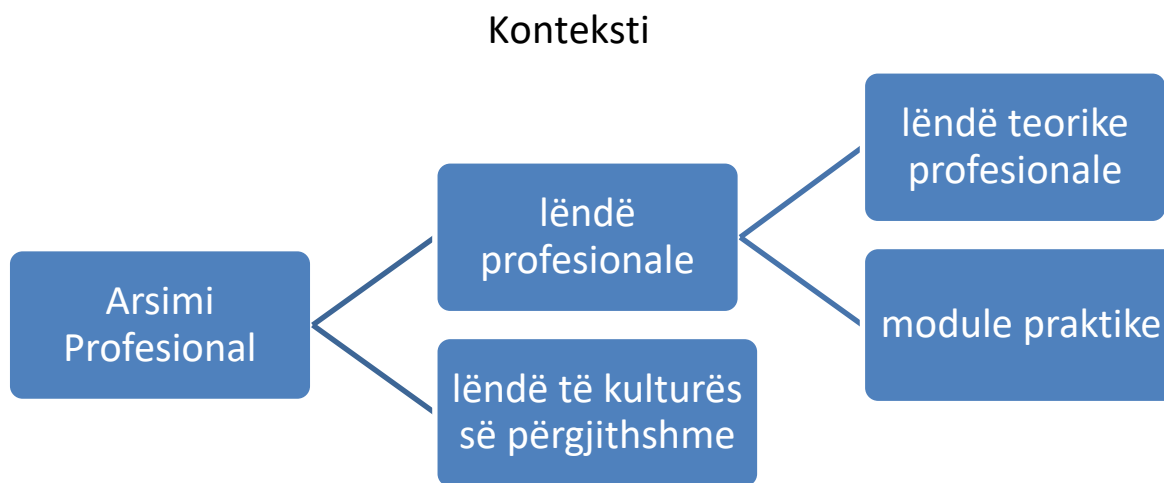 Konteksti
Arsimi
Profesional
lëndë
profesionale
lëndë të kulturës
së përgjithshme
lëndë teorike
profesionale
module praktike